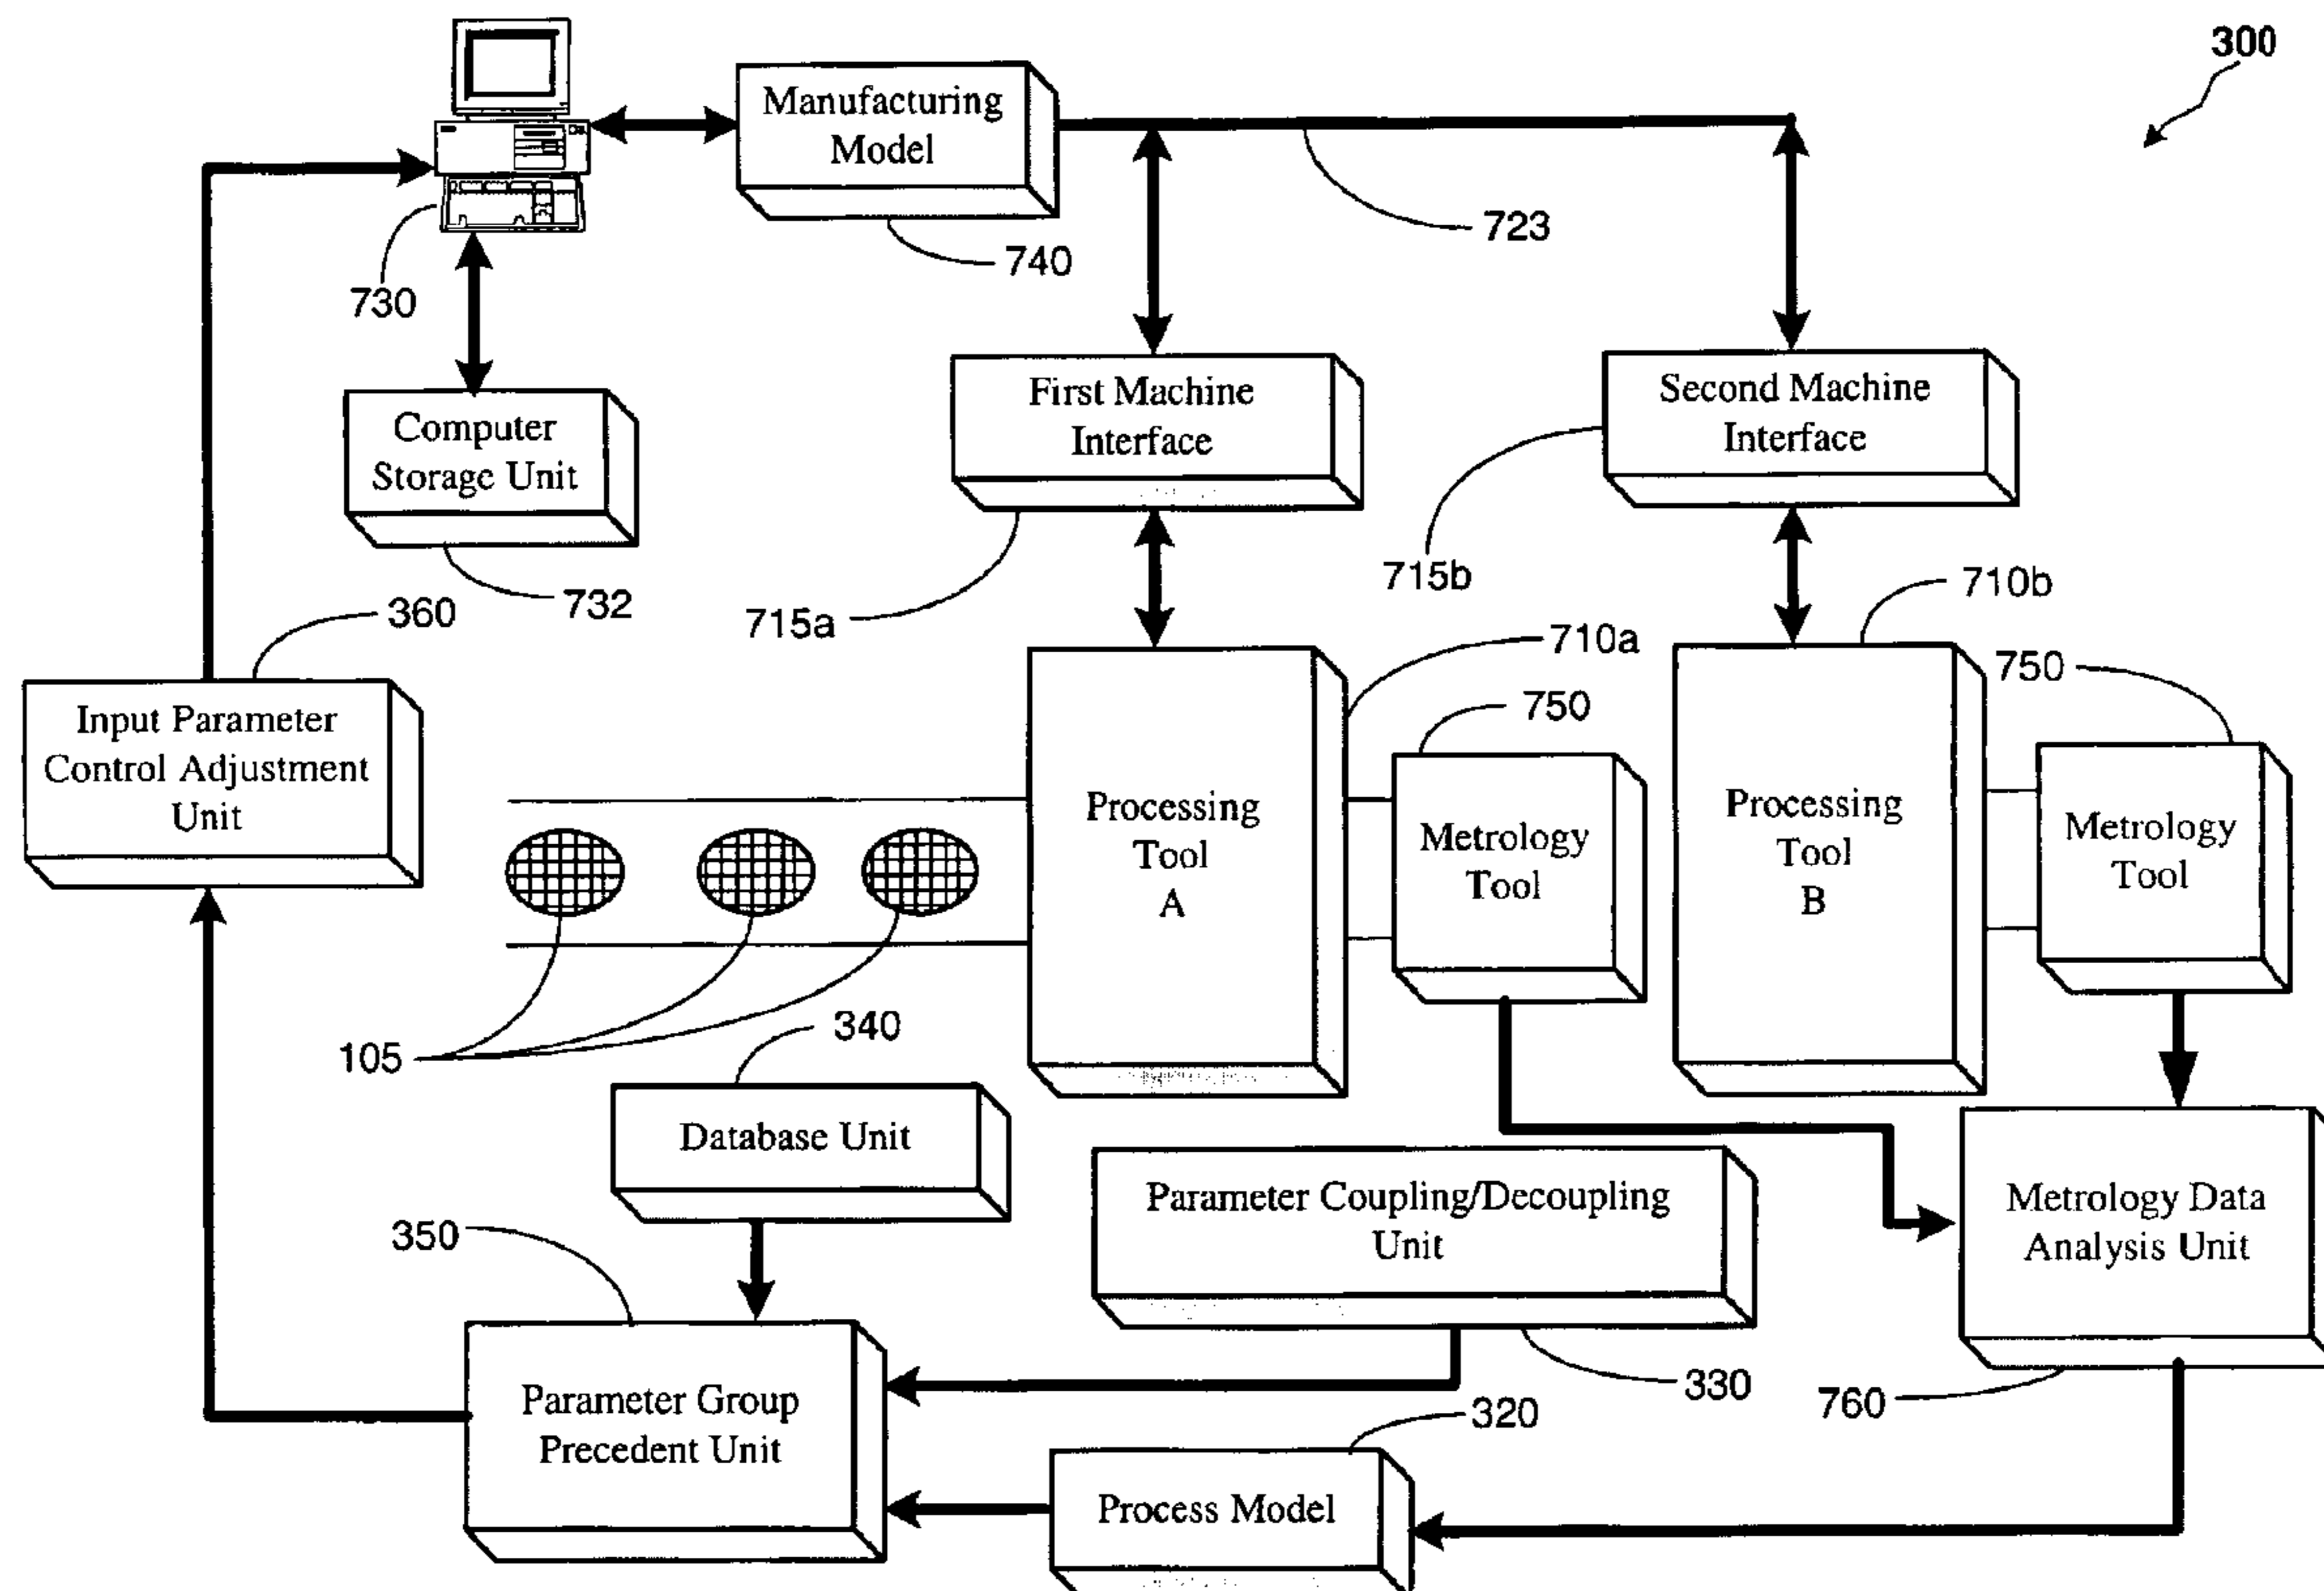 300
Manufacturing
Model
723
740
730
First Machine
Interface
Second Machine
Interface
Computer
Storage Unit
715b
710b
732
360
715a
710a
750
750
Input Parameter
Control Adjustment
Unit
Processing
Tool
A
Metrology
Tool
Processing
Tool
B
Metrology
Tool
105
340
Database Unit
Parameter Coupling/Decoupling
Unit
Metrology Data
Analysis Unit
350
330
760
320
Parameter Group
Precedent Unit
Process Model